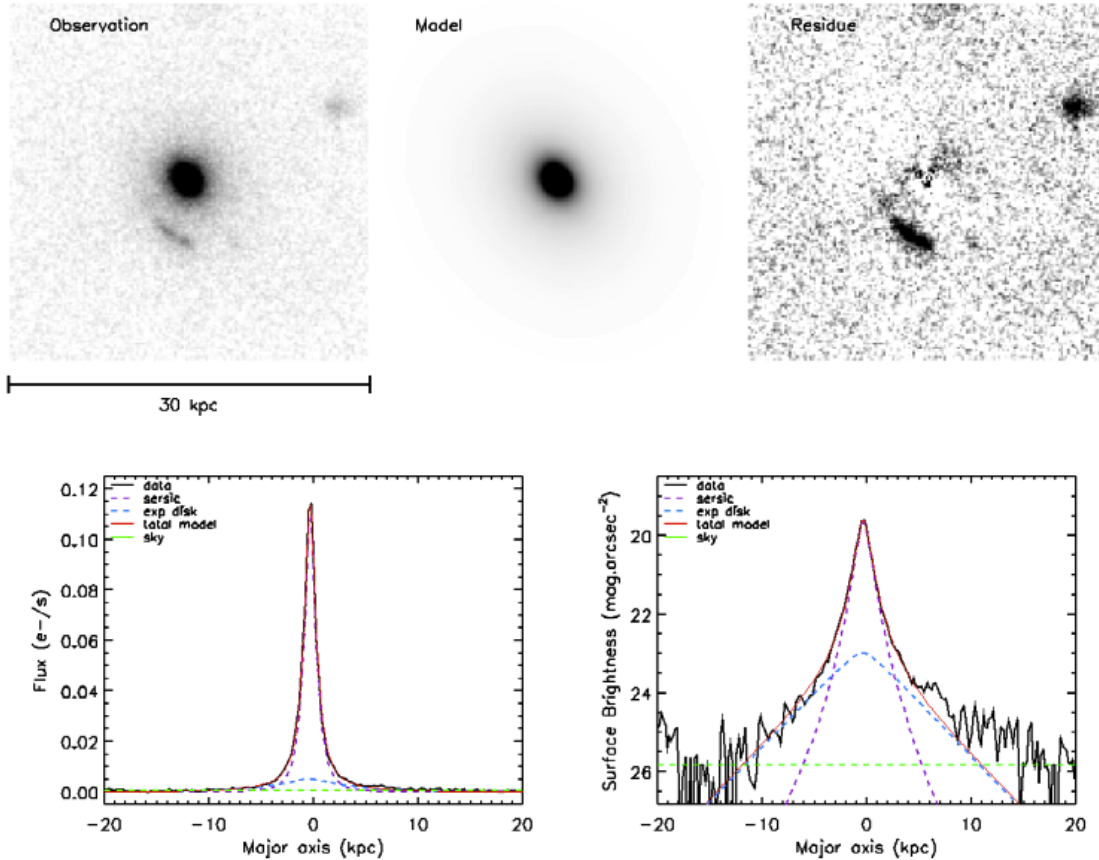 Observation
Model
Residue
30 kpc
data
sersic
exp disk
total model
sky
0.12
0.10
0.08
0.06
0.04
0.02
0.00
Flux (e-/s)
-20
-10
0
10
20
Major axis (kpc)
data
sersic
exp disk
total model
sky
20
22
24
26
Surface Brightness (mag.arcsec-2)
-20
-10
0
10
20
Major axis (kpc)